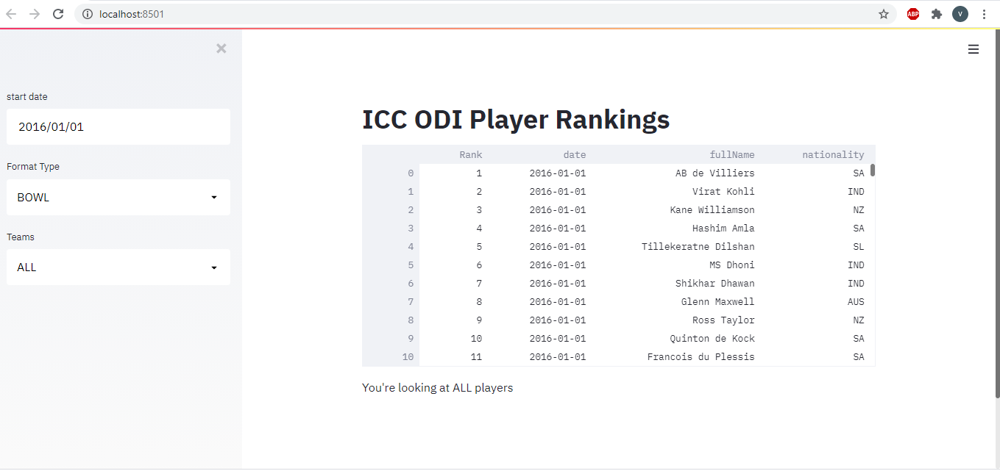 localhost:8501
ABP
V
start date
2016/01/01
Format Type
BOWL
Teams
ALL
ICC ODI Player Rankings
Rank date fullName nationality
0 1 2016-01-01 AB de Villiers SA
1 2 2016-01-01 Virat Kohli IND
2 3 2016-01-01 Kane Williamson NZ
3 4 2016-01-01 Hashim Amla SA
4 5 2016-01-01 Tillekeratne Dilshan SL
5 6 2016-01-01 MS Dhoni IND
6 7 2016-01-01 Shikhar Dhawan IND
7 8 2016-01-01 Glenn Maxwell AUS
8 9 2016-01-01 Ross Taylor NZ
9 10 2016-01-01 Quinton de Kock SA
10 11 2016-01-01 Francois du Plessis SA
You're looking at ALL players